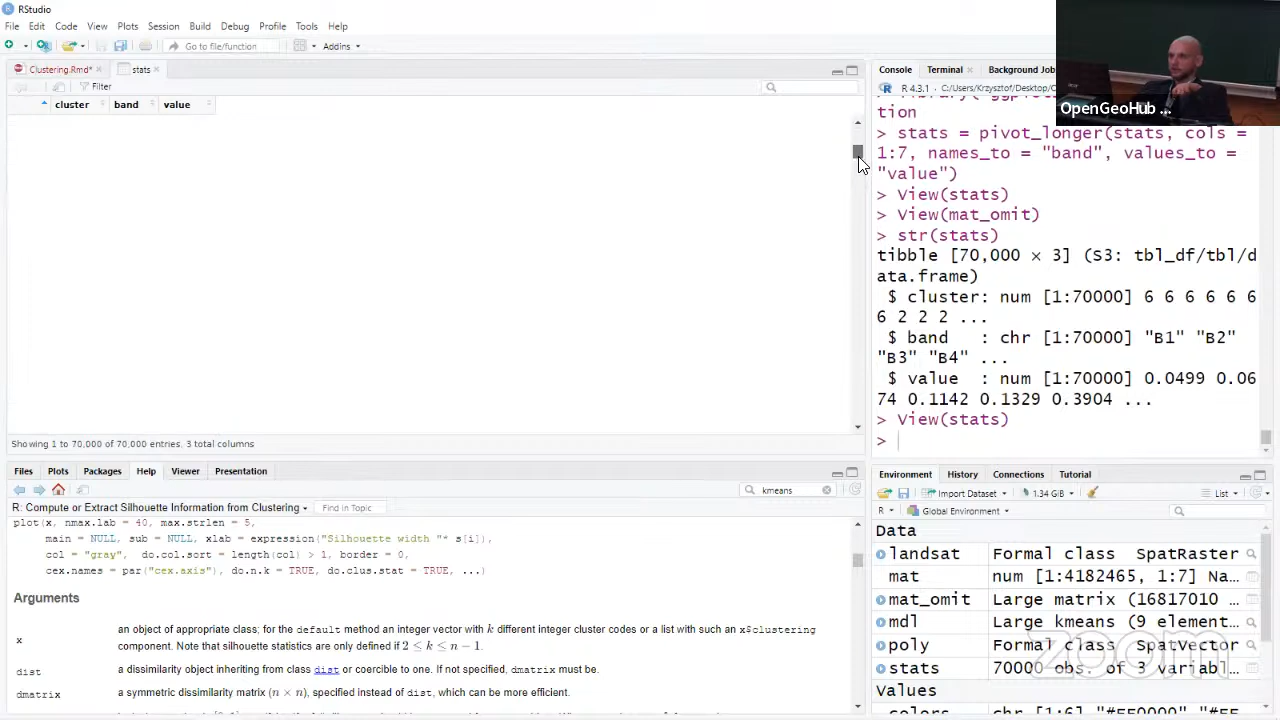 RStudio
File Edit Code View Plots Session Build Debug Profile Tools Help
Go to file/function Addins
Clustering.Rmd* stats
Filter
cluster band value
Showing 1 to 70,000 of 70,000 entries, 3 total columns
Files Plots Packages Help Viewer Presentation
kmeans
R: Compute or Extract Silhouette Information from Clustering Find in Topic
plot(x, nmax.lab = 40, max.strlen = 5,
main = NULL, sub = NULL, xlab = expression("Silhouette width "* s[i]),
col = "gray", do.col.sort = length(col) > 1, border = 0,
cex.names = par("cex.axis"), do.n.k = TRUE, do.clus.stat = TRUE, ...)
Arguments
x an object of appropriate class; for the default method an integer vector with k different integer cluster codes or a list with such an x$clustering
component. Note that silhouette statistics are only defined if 2 ≤ k ≤ n − 1.
dist a dissimilarity object inheriting from class dist or coercible to one. If not specified, dmatrix must be.
dmatrix a symmetric dissimilarity matrix (n × n), specified instead of dist, which can be more efficient.
Console Terminal Background Jo
R 4.3.1 · C:/Users/Krzysztof/Desktop/
OpenGeoHub ...
tion
> stats = pivot_longer(stats, cols =
1:7, names_to = "band", values_to =
"value")
> View(stats)
> View(mat_omit)
> str(stats)
tibble [70,000 × 3] (S3: tbl_df/tbl/d
ata.frame)
$ cluster: num [1:70000] 6 6 6 6 6 6
6 2 2 2 ...
$ band : chr [1:70000] "B1" "B2"
"B3" "B4" ...
$ value : num [1:70000] 0.0499 0.06
74 0.1142 0.1329 0.3904 ...
> View(stats)
>
Environment History Connections Tutorial
Import Dataset 1.34 GiB List
R Global Environment
Data
landsat Formal class SpatRaster
mat num [1:4182465, 1:7] Na…
mat_omit Large matrix (16817010 …
mdl Large kmeans (9 element…
poly Formal class SpatVector
stats 70000 obs. of 3 variabl…
Values
zoom